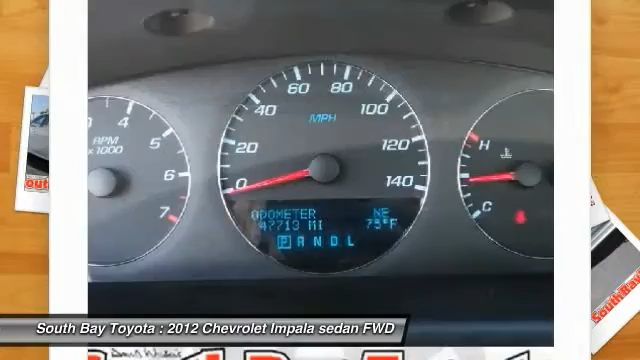 60 80
40 100
MPH
20 120
0 140
4
5
RPM
x1000
6
7
H
C
ODOMETER NE
47713 MI 75°F
P R N D L
South Bay Toyota : 2012 Chevrolet Impala sedan FWD